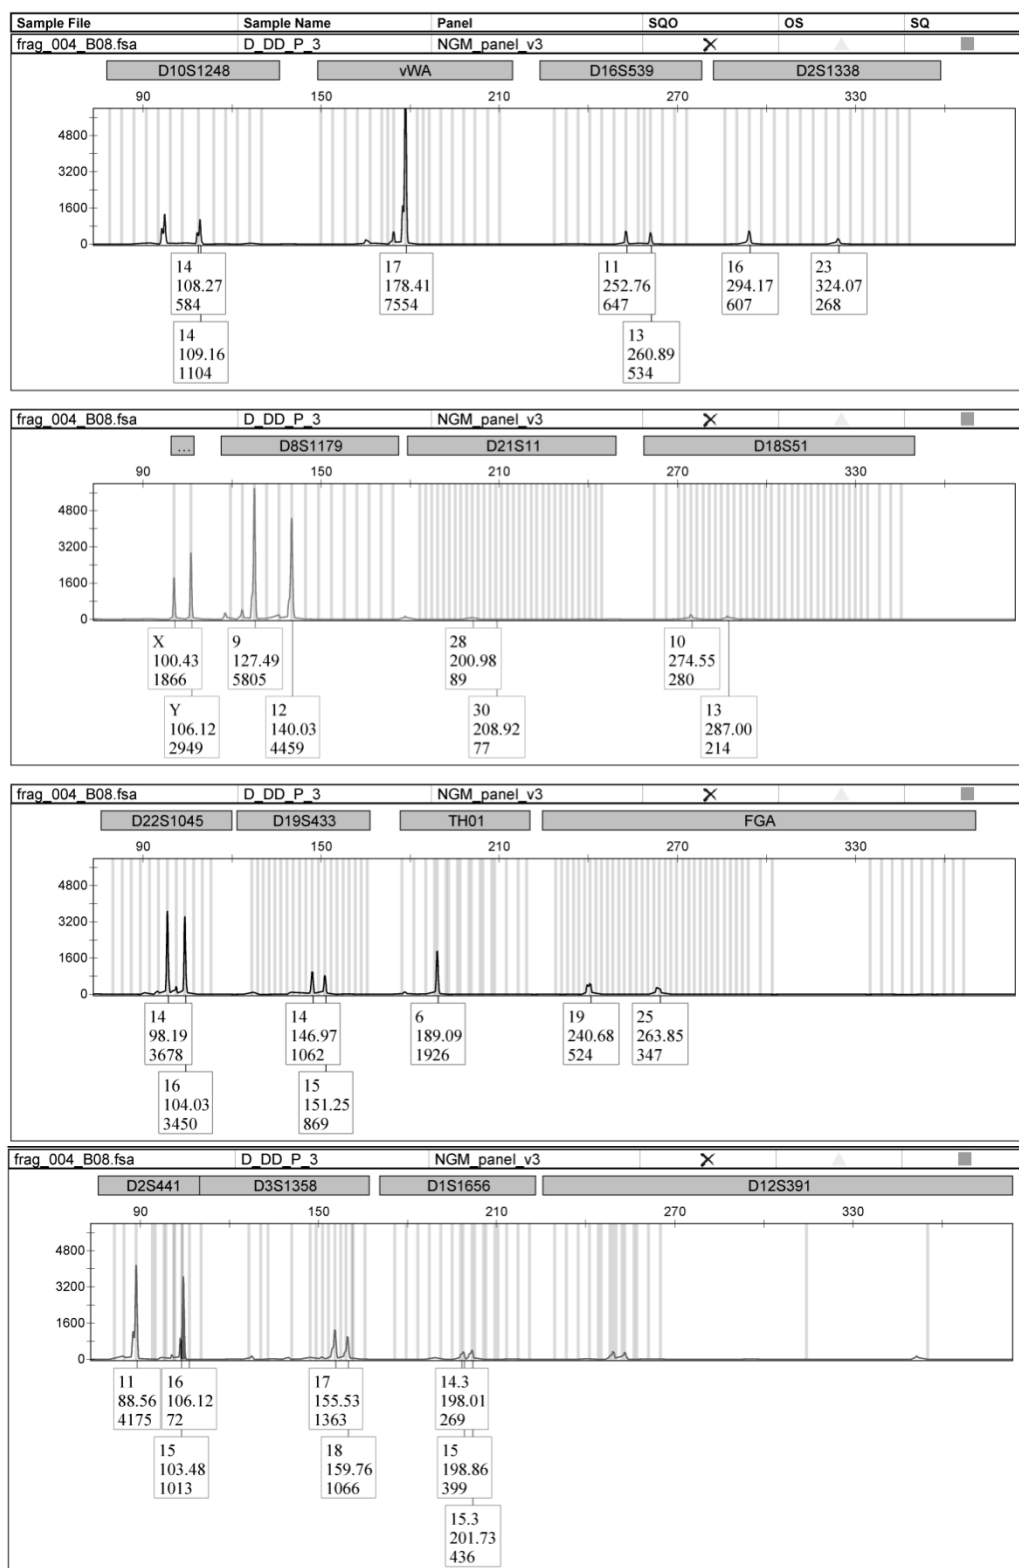 Sample File Sample Name Panel SQO OS SQ
frag_004_B08.fsa D_DD_P_3 NGM_panel_v3
D10S1248 vWA D16S539 D2S1338
90 150 210 270 330
4800
3200
1600
0
14 17 11 16 23
108.27 178.41 252.76 294.17 324.07
584 7554 647 607 268
14 13
109.16 260.89
1104 534
frag_004_B08.fsa D_DD_P_3 NGM_panel_v3
... D8S1179 D21S11 D18S51
90 150 210 270 330
4800
3200
1600
0
X 9 28 10
100.43 127.49 200.98 274.55
1866 5805 89 280
Y 12 30 13
106.12 140.03 208.92 287.00
2949 4459 77 214
frag_004_B08.fsa D_DD_P_3 NGM_panel_v3
D22S1045 D19S433 TH01 FGA
90 150 210 270 330
4800
3200
1600
0
14 14 6 19 25
98.19 146.97 189.09 240.68 263.85
3678 1062 1926 524 347
16 15
104.03 151.25
3450 869
frag_004_B08.fsa D_DD_P_3 NGM_panel_v3
D2S441 D3S1358 D1S1656 D12S391
90 150 210 270 330
4800
3200
1600
0
11 16 17 14.3
88.56 106.12 155.53 198.01
4175 72 1363 269
15 18 15
103.48 159.76 198.86
1013 1066 399
15.3
201.73
436